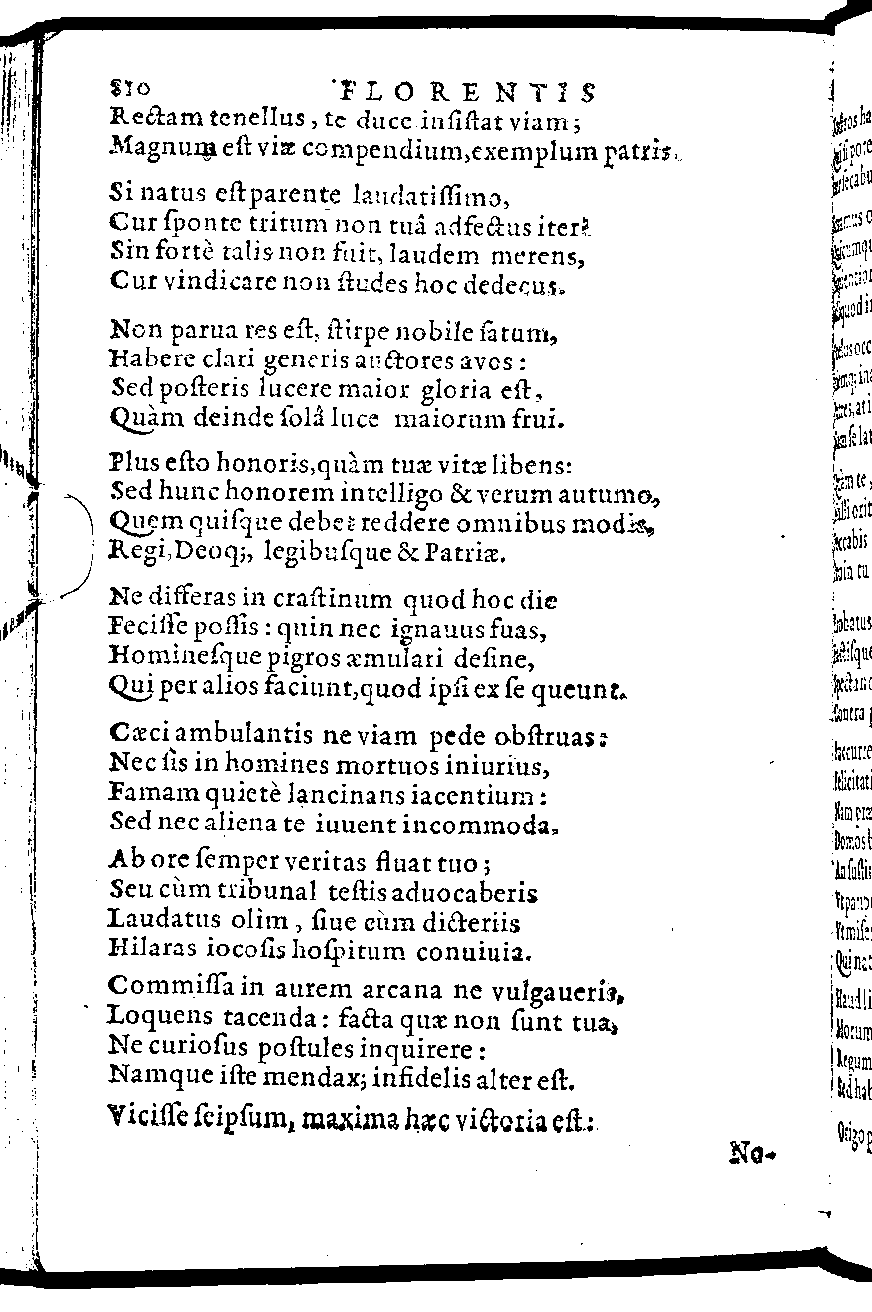 810 FLORENTIS
Rectam tenellus, te duce insistat viam;
Magnum est viæ compendium, exemplum patris.
Si natus est parente laudatissimo,
Cur sponte tritum non tuâ adfectus iter?
Sin fortè talis non fuit, laudem merens,
Cur vindicare non studes hoc dedecus.
Non parua res est, stirpe nobile satum,
Habere clari generis auctores avos:
Sed posteris lucere maior gloria est,
Quàm deinde solâ luce maiorum frui.
Plus esto honoris, quàm tuæ vitæ libens:
Sed hunc honorem intelligo & verum autumo,
Quem quisque debet reddere omnibus modis,
Regi, Deoq;, legibusque & Patriæ.
Ne differas in crastinum quod hoc die
Fecisse possis: quin nec ignauus fuas,
Hominesque pigros æmulari desine,
Qui per alios faciunt, quod ipsi ex se queunt.
Cæci ambulantis ne viam pede obstruas:
Nec sis in homines mortuos iniurius,
Famam quietè lancinans iacentium:
Sed nec aliena te iuuent incommoda.
Ab ore semper veritas fluat tuo;
Seu cùm tribunal testis aduocaberis
Laudatus olim, siue cùm dicteriis
Hilaras iocosis hospitum conuiuia.
Commissa in aurem arcana ne vulgaueris,
Loquens tacenda: facta quæ non sunt tua,
Ne curiosus postules inquirere:
Namque iste mendax; infidelis alter est.
Vicisse seipsum, maxima hæc victoria est:
No-